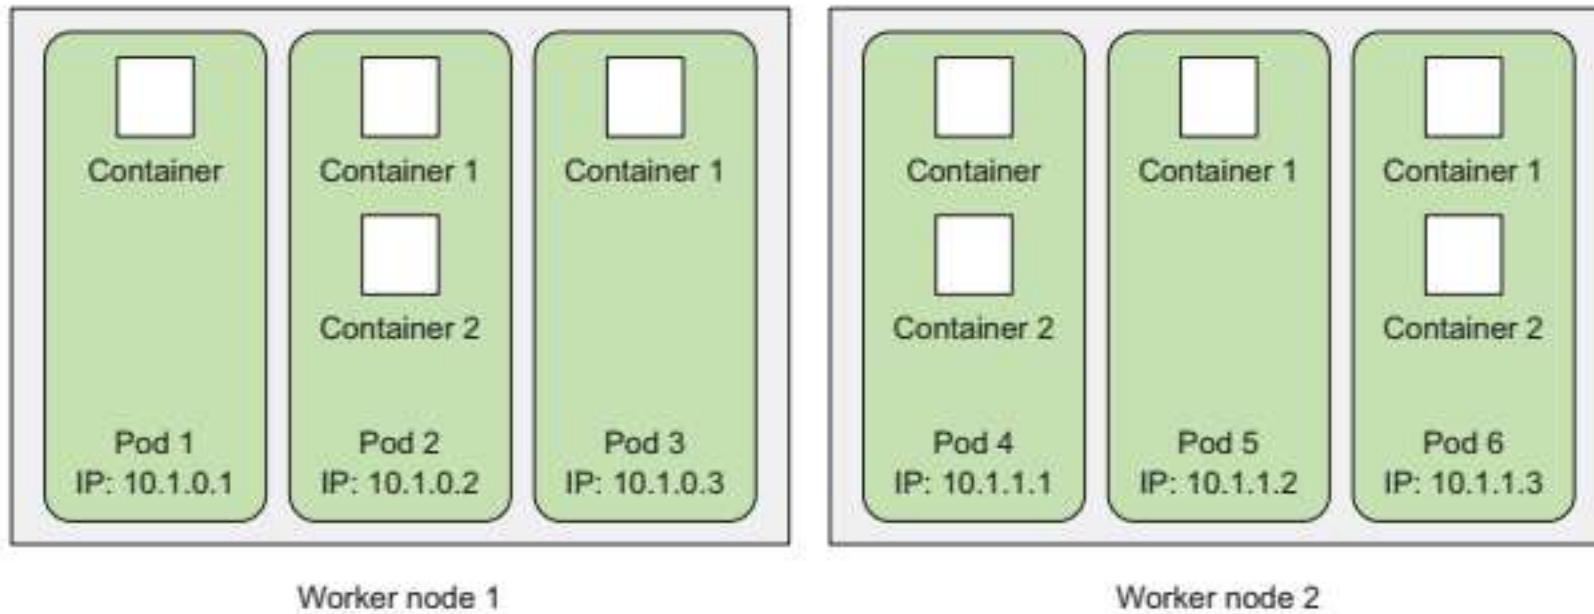 Container
Pod 1
IP: 10.1.0.1
Container 1
Container 2
Pod 2
IP: 10.1.0.2
Container 1
Pod 3
IP: 10.1.0.3
Worker node 1
Container
Container 2
Pod 4
IP: 10.1.1.1
Container 1
Pod 5
IP: 10.1.1.2
Container 1
Container 2
Pod 6
IP: 10.1.1.3
Worker node 2